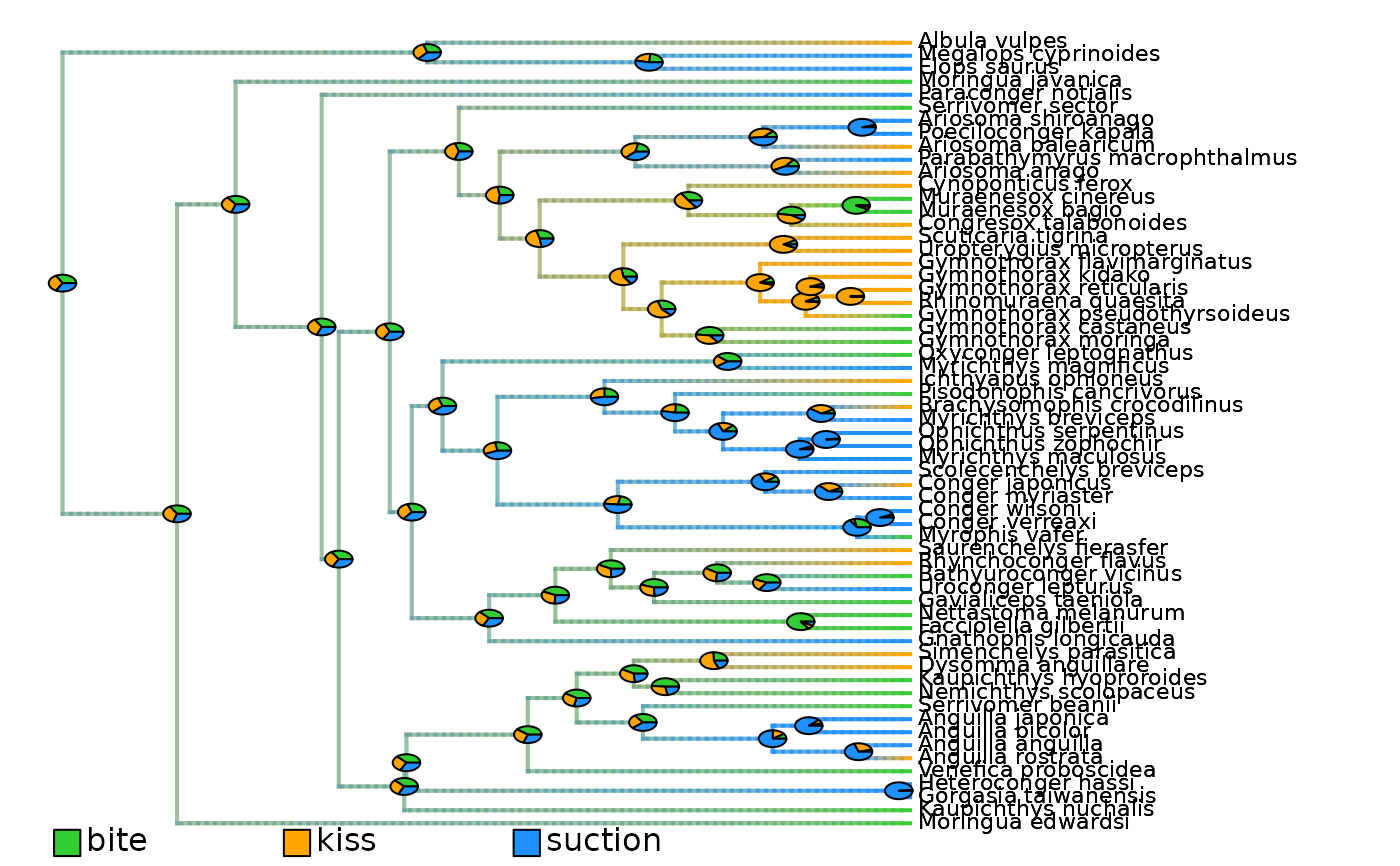 Albula vulpes
Megalops cyprinoides
Elops saurus
Moringua javanica
Paraconger notialis
Serrivomer sector
Ariosoma shiroanago
Poeciloconger kapala
Ariosoma balearicum
Parabathymyrus macrophthalmus
Ariosoma anago
Cynoponticus ferox
Muraenesox cinereus
Muraenesox bagio
Congresox talabonoides
Scuticaria tigrina
Uropterygius micropterus
Gymnothorax flavimarginatus
Gymnothorax kidako
Gymnothorax reticularis
Rhinomuraena quaesita
Gymnothorax pseudothyrsoideus
Gymnothorax castaneus
Gymnothorax moringa
Oxyconger leptognathus
Myrichthys magnificus
Ichthyapus ophioneus
Pisodonophis cancrivorus
Brachysomophis crocodilinus
Myrichthys breviceps
Ophichthus serpentinus
Ophichthus zophochir
Myrichthys maculosus
Scolecenchelys breviceps
Conger japonicus
Conger myriaster
Conger wilsoni
Conger verreaxi
Myrophis vafer
Saurenchelys fierasfer
Rhynchoconger flavus
Bathyuroconger vicinus
Uroconger lepturus
Gavialiceps taeniola
Nettastoma melanurum
Facciolella gilbertii
Gnathophis longicauda
Simenchelys parasitica
Dysomma anguillare
Kaupichthys hyoproroides
Nemichthys scolopaceus
Serrivomer beanii
Anguilla japonica
Anguilla bicolor
Anguilla anguilla
Anguilla rostrata
Venefica proboscidea
Heteroconger hassi
Gorgasia taiwanensis
Kaupichthys nuchalis
Moringua edwardsi
bite kiss suction